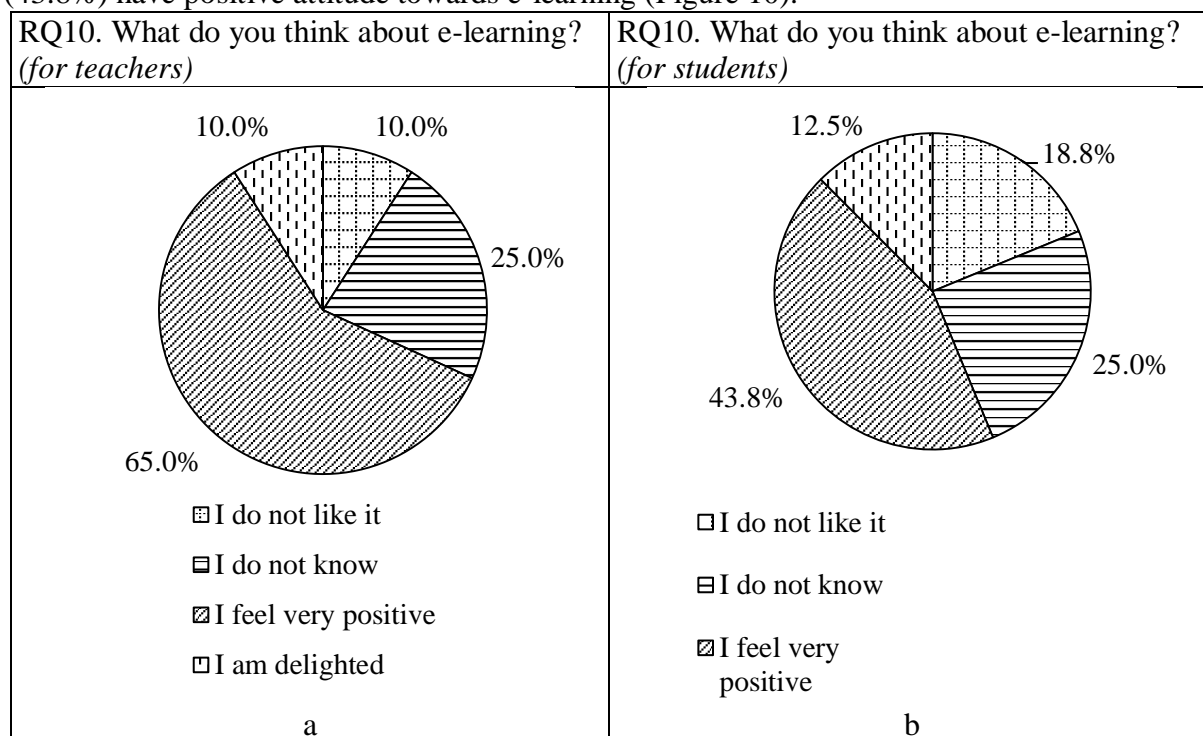 (43.8%) have positive attitude towards e-learning (Figure 10).
RQ10. What do you think about e-learning?
(for teachers)
10.0%
10.0%
25.0%
65.0%
I do not like it
I do not know
I feel very positive
I am delighted
a
RQ10. What do you think about e-learning?
(for students)
12.5%
18.8%
25.0%
43.8%
I do not like it
I do not know
I feel very
positive
b